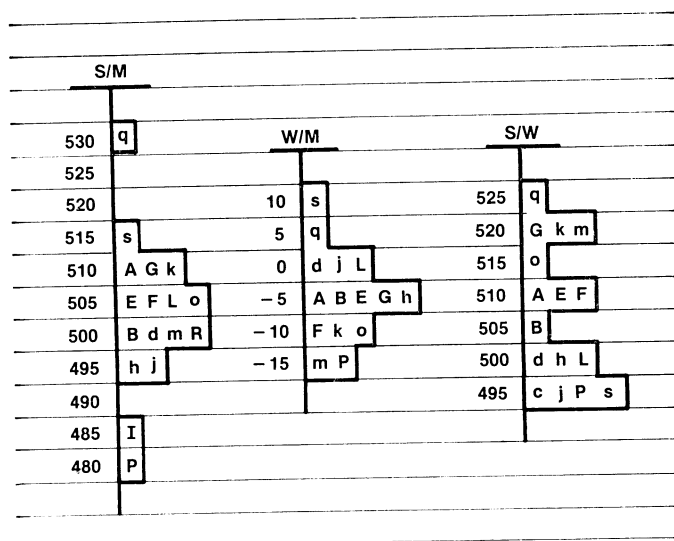 S/M
530 q
525
520
515 s
510 A G k
505 E F L o
500 B d m R
495 h j
490
485 I
480 P
W/M
10 s
5 q
0 d j L
−5 A B E G h
−10 F k o
−15 m P
S/W
525 q
520 G k m
515 o
510 A E F
505 B
500 d h L
495 c j P s